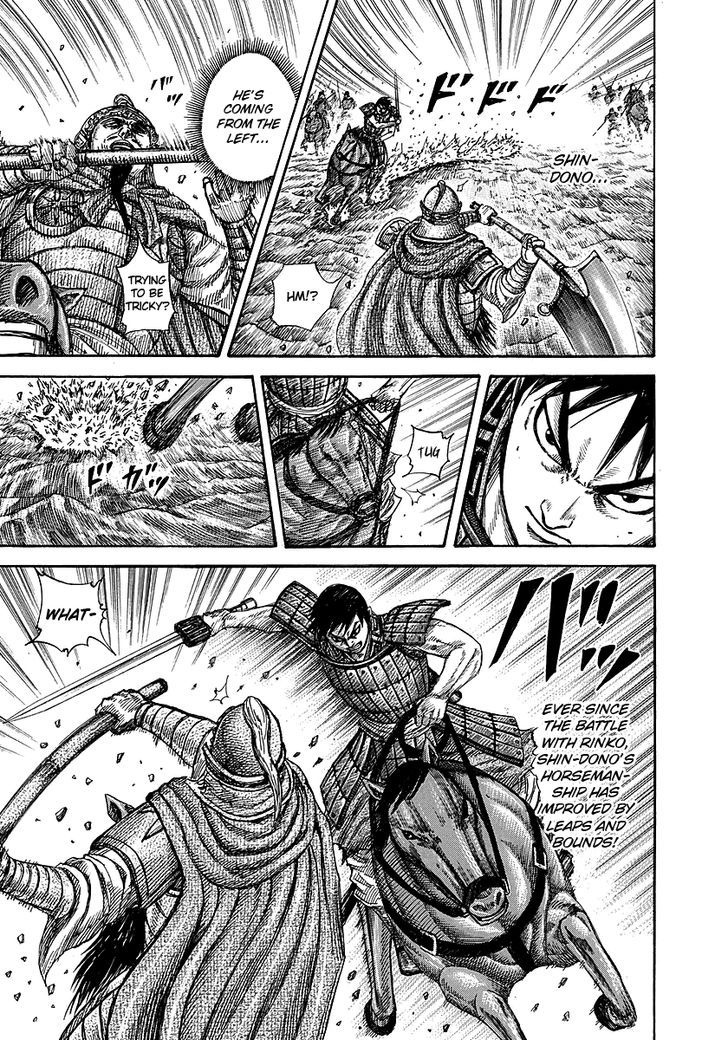 ドドド
SHIN-
DONO...
HM!?
HE'S
COMING
FROM THE
LEFT...
バッ
TRYING
TO BE
TRICKY?
TUG
ドガッ
バッ
WHAT-
EVER SINCE
THE BATTLE
WITH RINKO,
SHIN-DONO'S
HORSEMAN-
SHIP HAS
IMPROVED BY
LEAPS AND
BOUNDS!